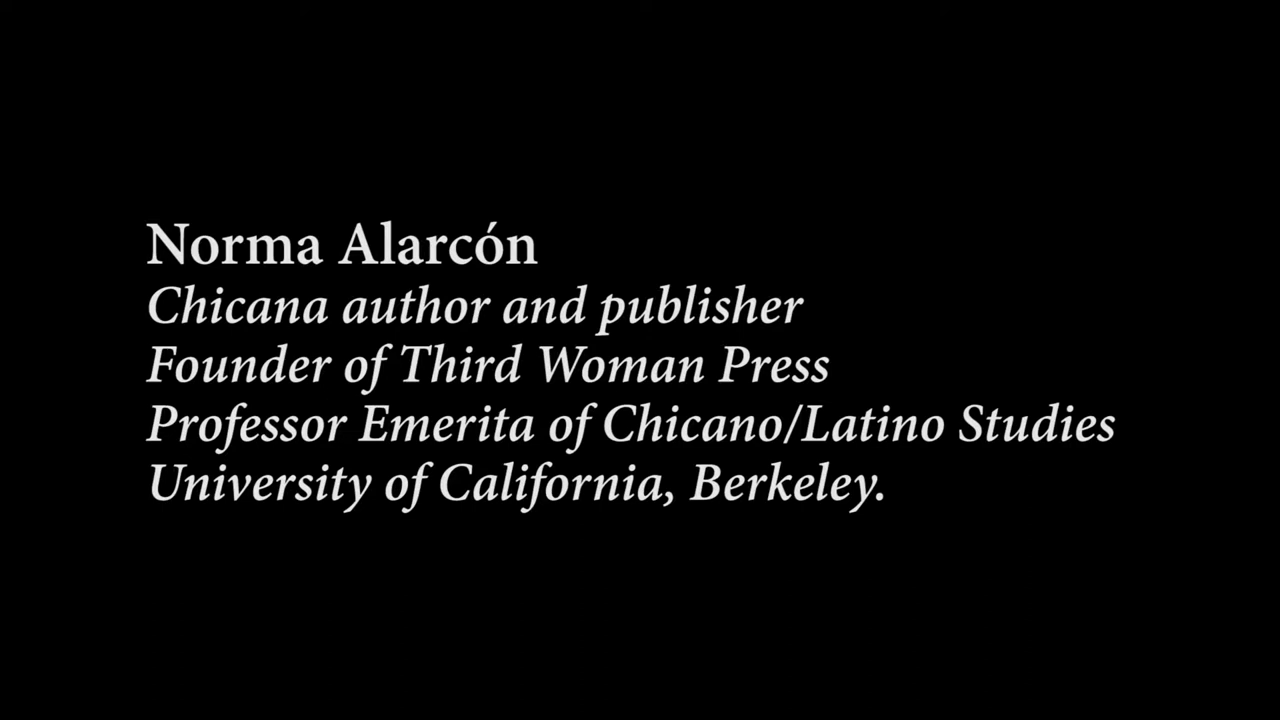 Norma Alarcón
Chicana author and publisher
Founder of Third Woman Press
Professor Emerita of Chicano/Latino Studies
University of California, Berkeley.